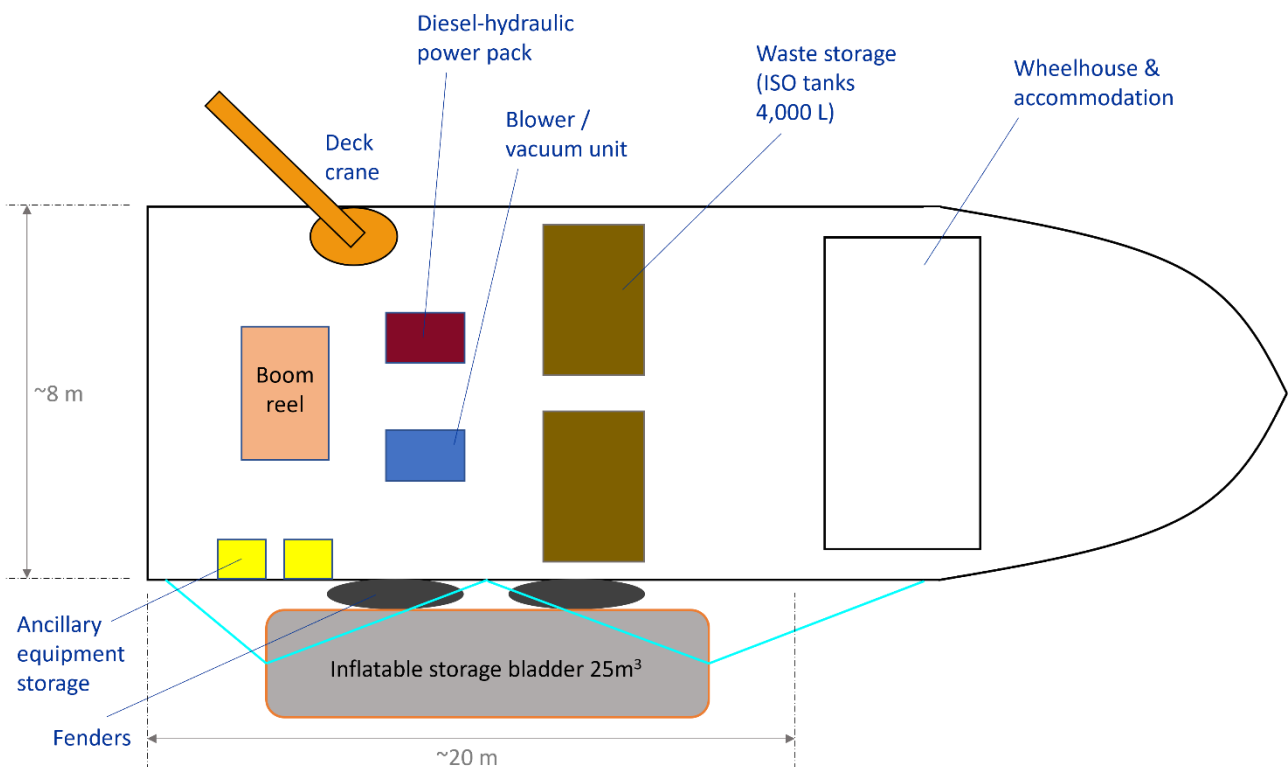 Diesel-hydraulic
power pack
Waste storage
(ISO tanks
4,000 L)
Wheelhouse &
accommodation
Blower /
vacuum unit
Deck
crane
Boom
reel
~8 m
Ancillary
equipment
storage
Inflatable storage bladder 25m³
Fenders
~20 m